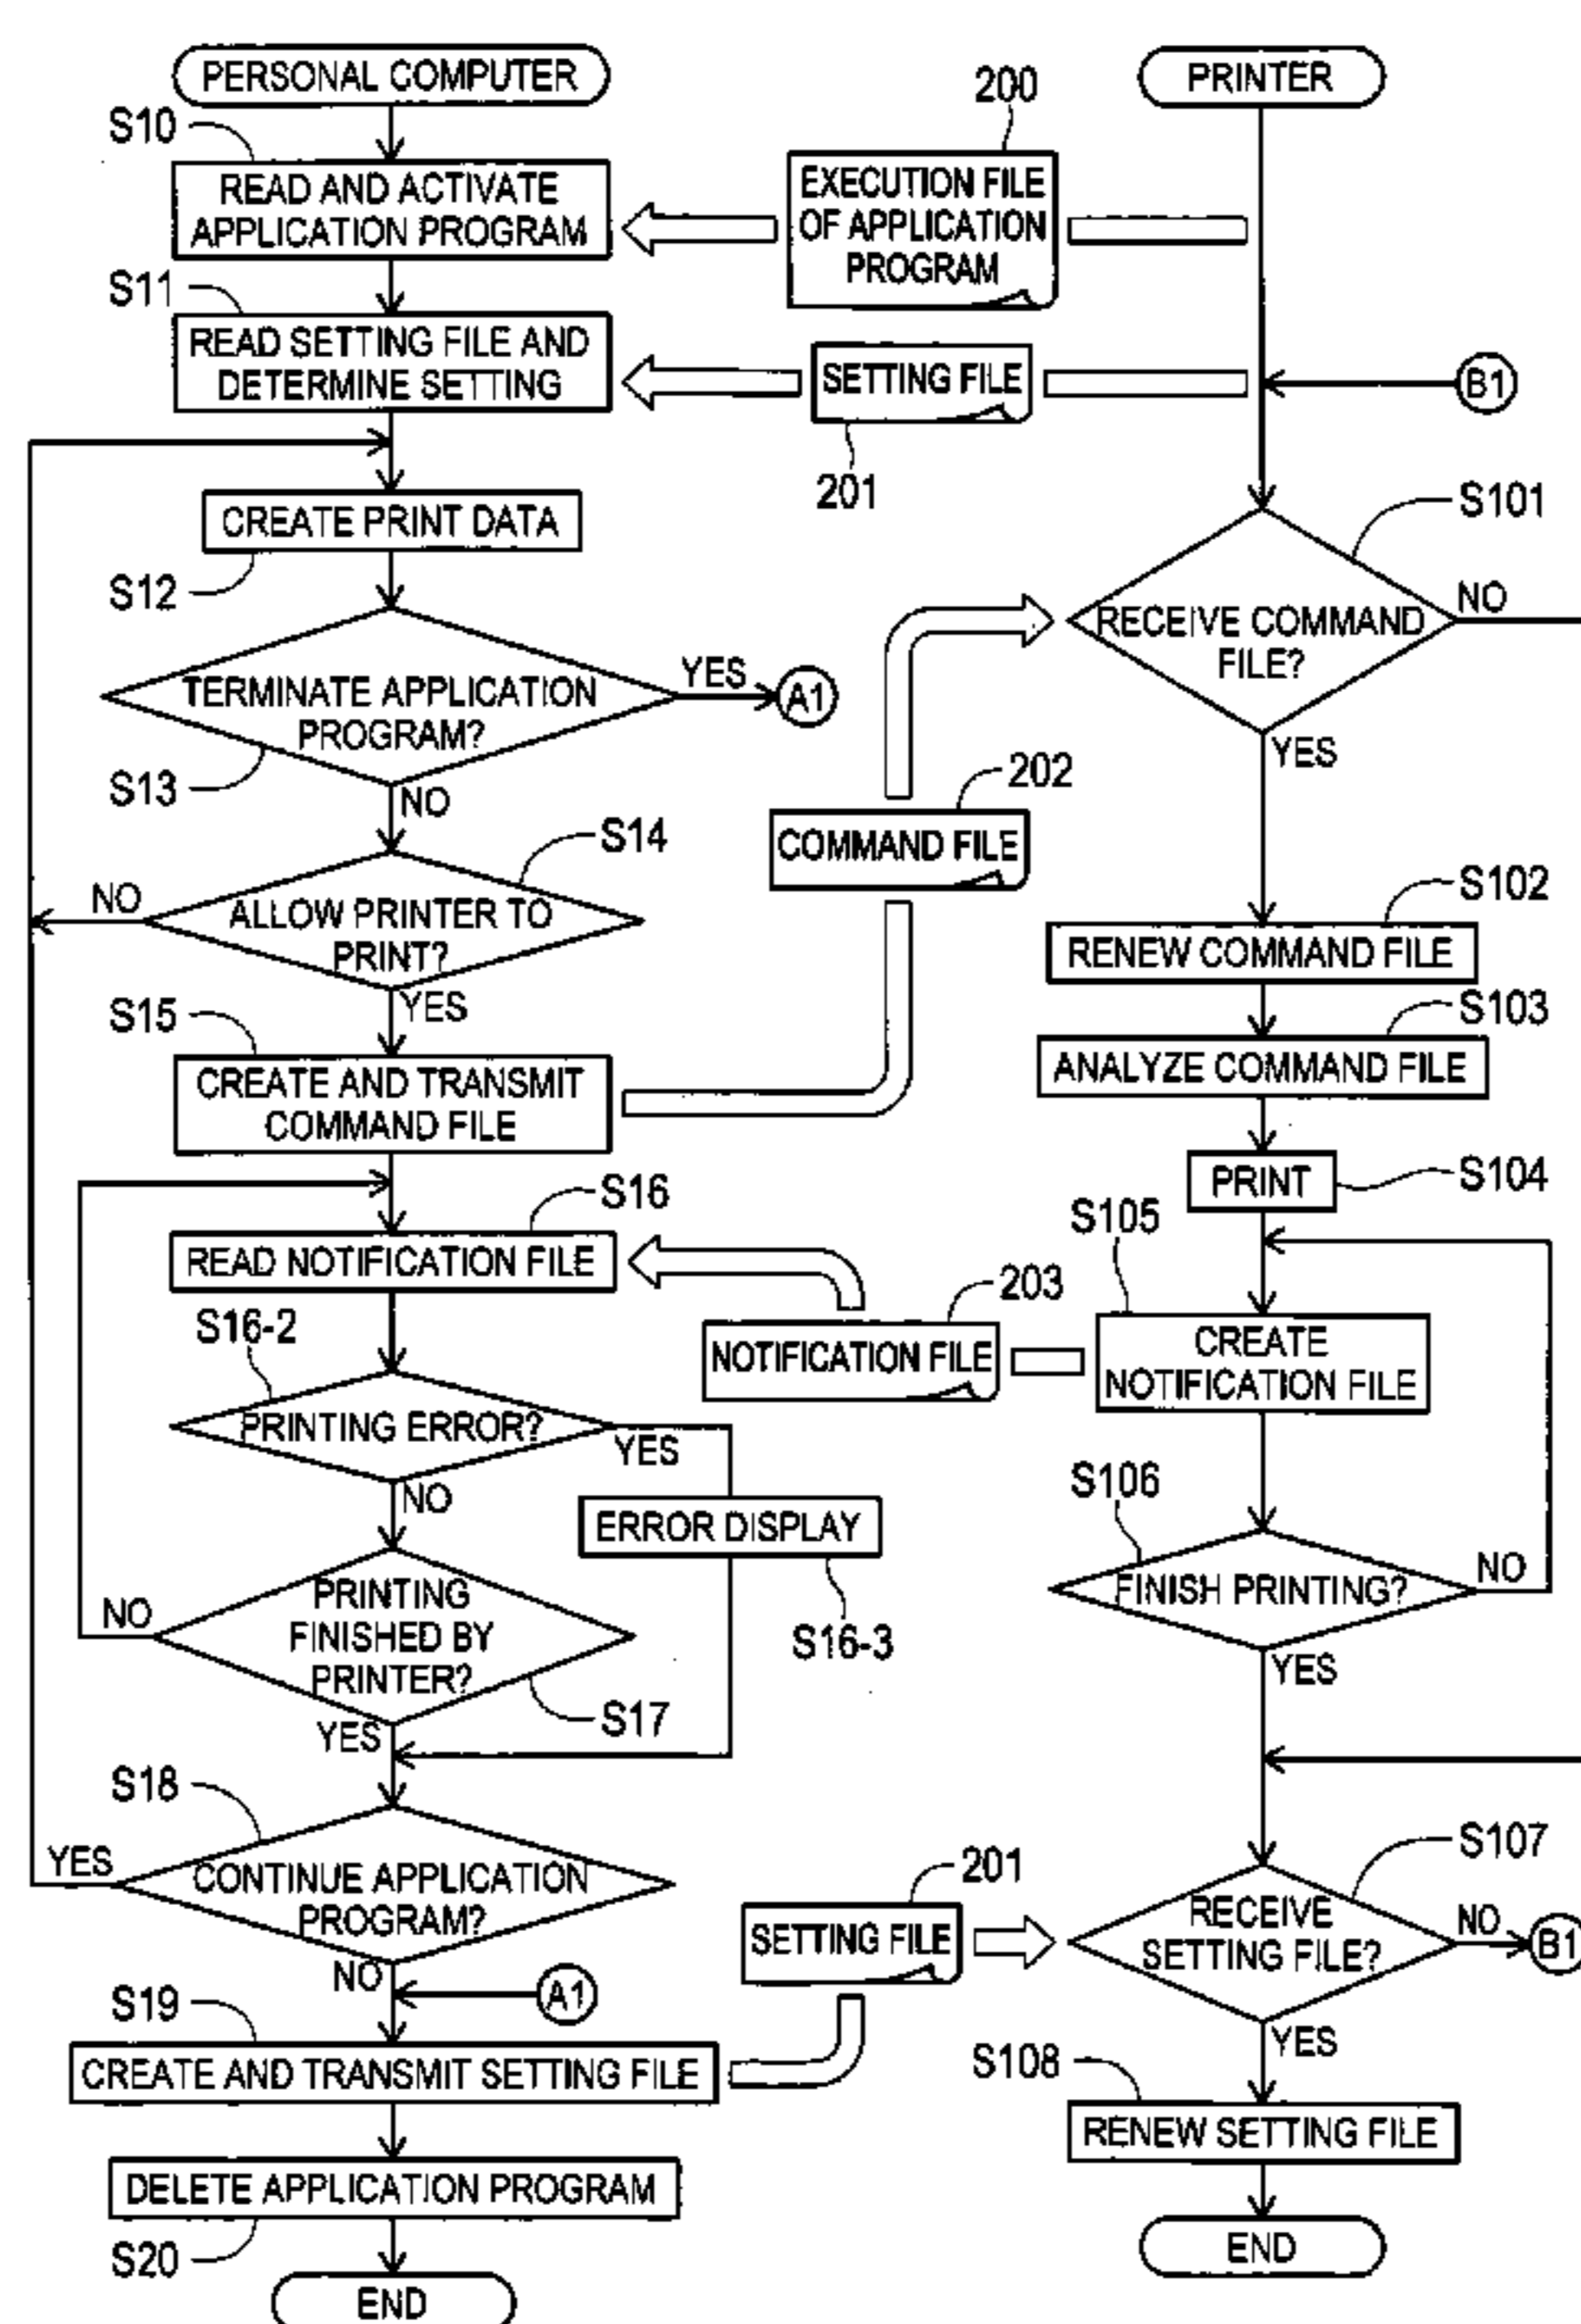 PERSONAL COMPUTER
PRINTER
200
S10
READ AND ACTIVATE
APPLICATION PROGRAM
EXECUTION FILE
OF APPLICATION
PROGRAM
S11
READ SETTING FILE AND
DETERMINE SETTING
SETTING FILE
B1
201
S101
CREATE PRINT DATA
S12
RECEIVE COMMAND
FILE?
NO
YES
TERMINATE APPLICATION
PROGRAM?
YES
A1
S13
NO
202
COMMAND FILE
S14
NO
ALLOW PRINTER TO
PRINT?
YES
S102
RENEW COMMAND FILE
S15
CREATE AND TRANSMIT
COMMAND FILE
S103
ANALYZE COMMAND FILE
PRINT
S104
S16
READ NOTIFICATION FILE
S105
203
NOTIFICATION FILE
CREATE
NOTIFICATION FILE
S16-2
PRINTING ERROR?
YES
NO
ERROR DISPLAY
S16-3
S106
FINISH PRINTING?
NO
YES
PRINTING
FINISHED BY
PRINTER?
NO
S17
YES
S18
YES
CONTINUE APPLICATION
PROGRAM?
NO
201
SETTING FILE
S107
RECEIVE
SETTING FILE?
NO
B1
YES
A1
S19
CREATE AND TRANSMIT SETTING FILE
S108
RENEW SETTING FILE
DELETE APPLICATION PROGRAM
S20
END
END